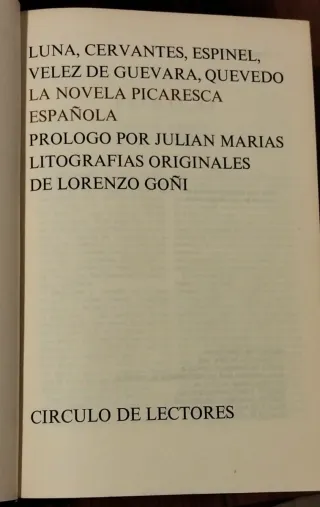 LUNA, CERVANTES, ESPINEL,
VELEZ DE GUEVARA, QUEVEDO
LA NOVELA PICARESCA
ESPAÑOLA
PROLOGO POR JULIAN MARIAS
LITOGRAFIAS ORIGINALES
DE LORENZO GOÑI
CIRCULO DE LECTORES